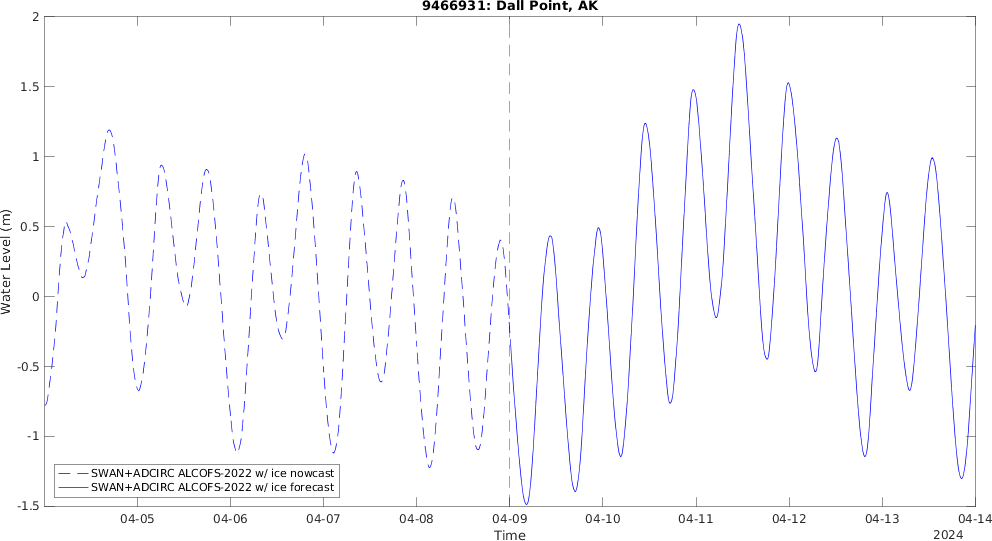 9466931: Dall Point, AK
Water Level (m)
2
1.5
1
0.5
0
-0.5
-1
-1.5
SWAN+ADCIRC ALCOFS-2022 w/ ice nowcast
SWAN+ADCIRC ALCOFS-2022 w/ ice forecast
04-05 04-06 04-07 04-08 04-09 04-10 04-11 04-12 04-13 04-14
Time
2024